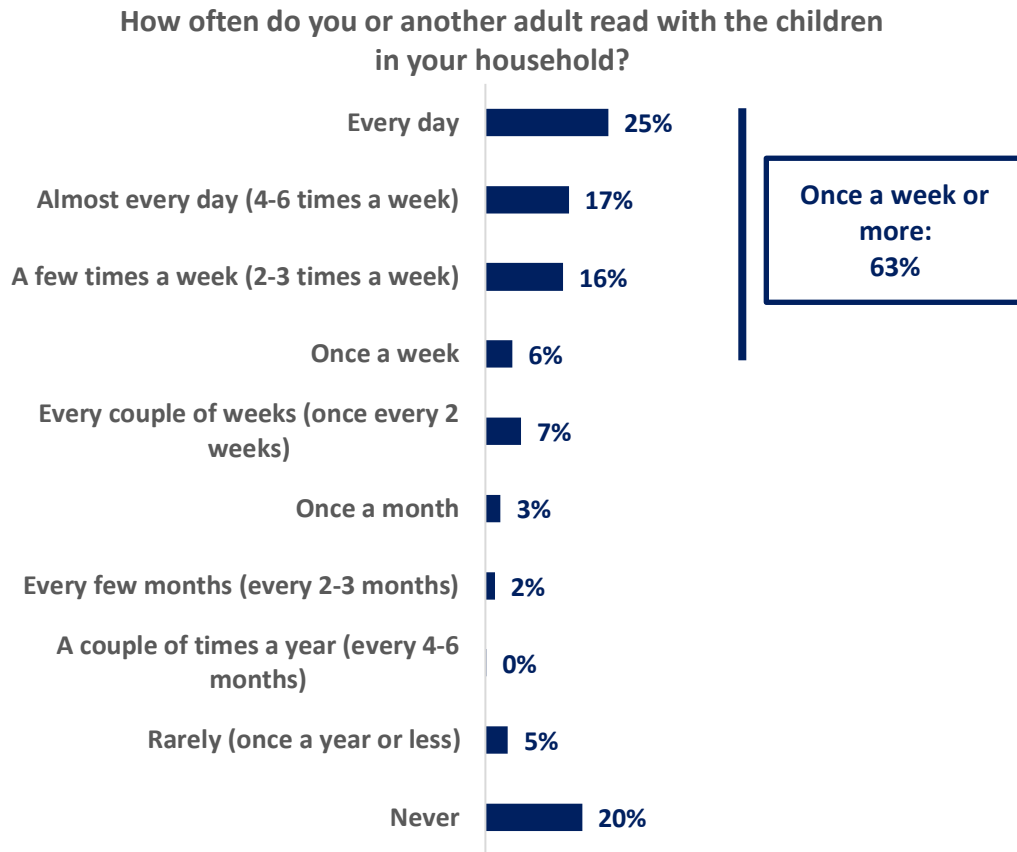 How often do you or another adult read with the children
in your household?
Every day
25%
Almost every day (4-6 times a week)
17%
A few times a week (2-3 times a week)
16%
Once a week
6%
Every couple of weeks (once every 2
weeks)
7%
Once a month
3%
Every few months (every 2-3 months)
2%
A couple of times a year (every 4-6
months)
0%
Rarely (once a year or less)
5%
Never
20%
Once a week or
more:
63%